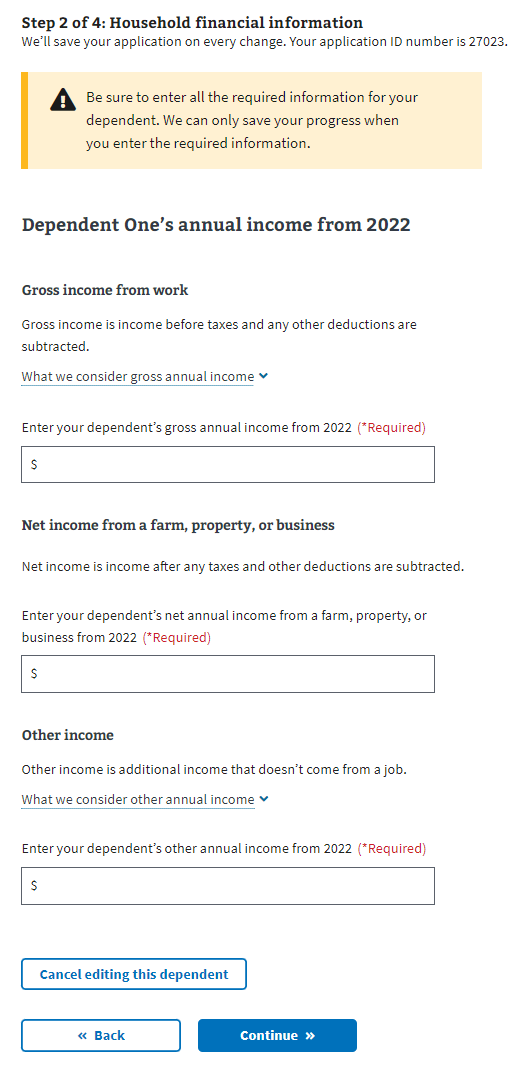 Step 2 of 4: Household financial information
We’ll save your application on every change. Your application ID number is 27023.
Be sure to enter all the required information for your
dependent. We can only save your progress when
you enter the required information.
Dependent One’s annual income from 2022
Gross income from work
Gross income is income before taxes and any other deductions are
subtracted.
What we consider gross annual income
Enter your dependent’s gross annual income from 2022 (*Required)
$
Net income from a farm, property, or business
Net income is income after any taxes and other deductions are subtracted.
Enter your dependent’s net annual income from a farm, property, or
business from 2022 (*Required)
$
Other income
Other income is additional income that doesn’t come from a job.
What we consider other annual income
Enter your dependent’s other annual income from 2022 (*Required)
$
Cancel editing this dependent
« Back
Continue »